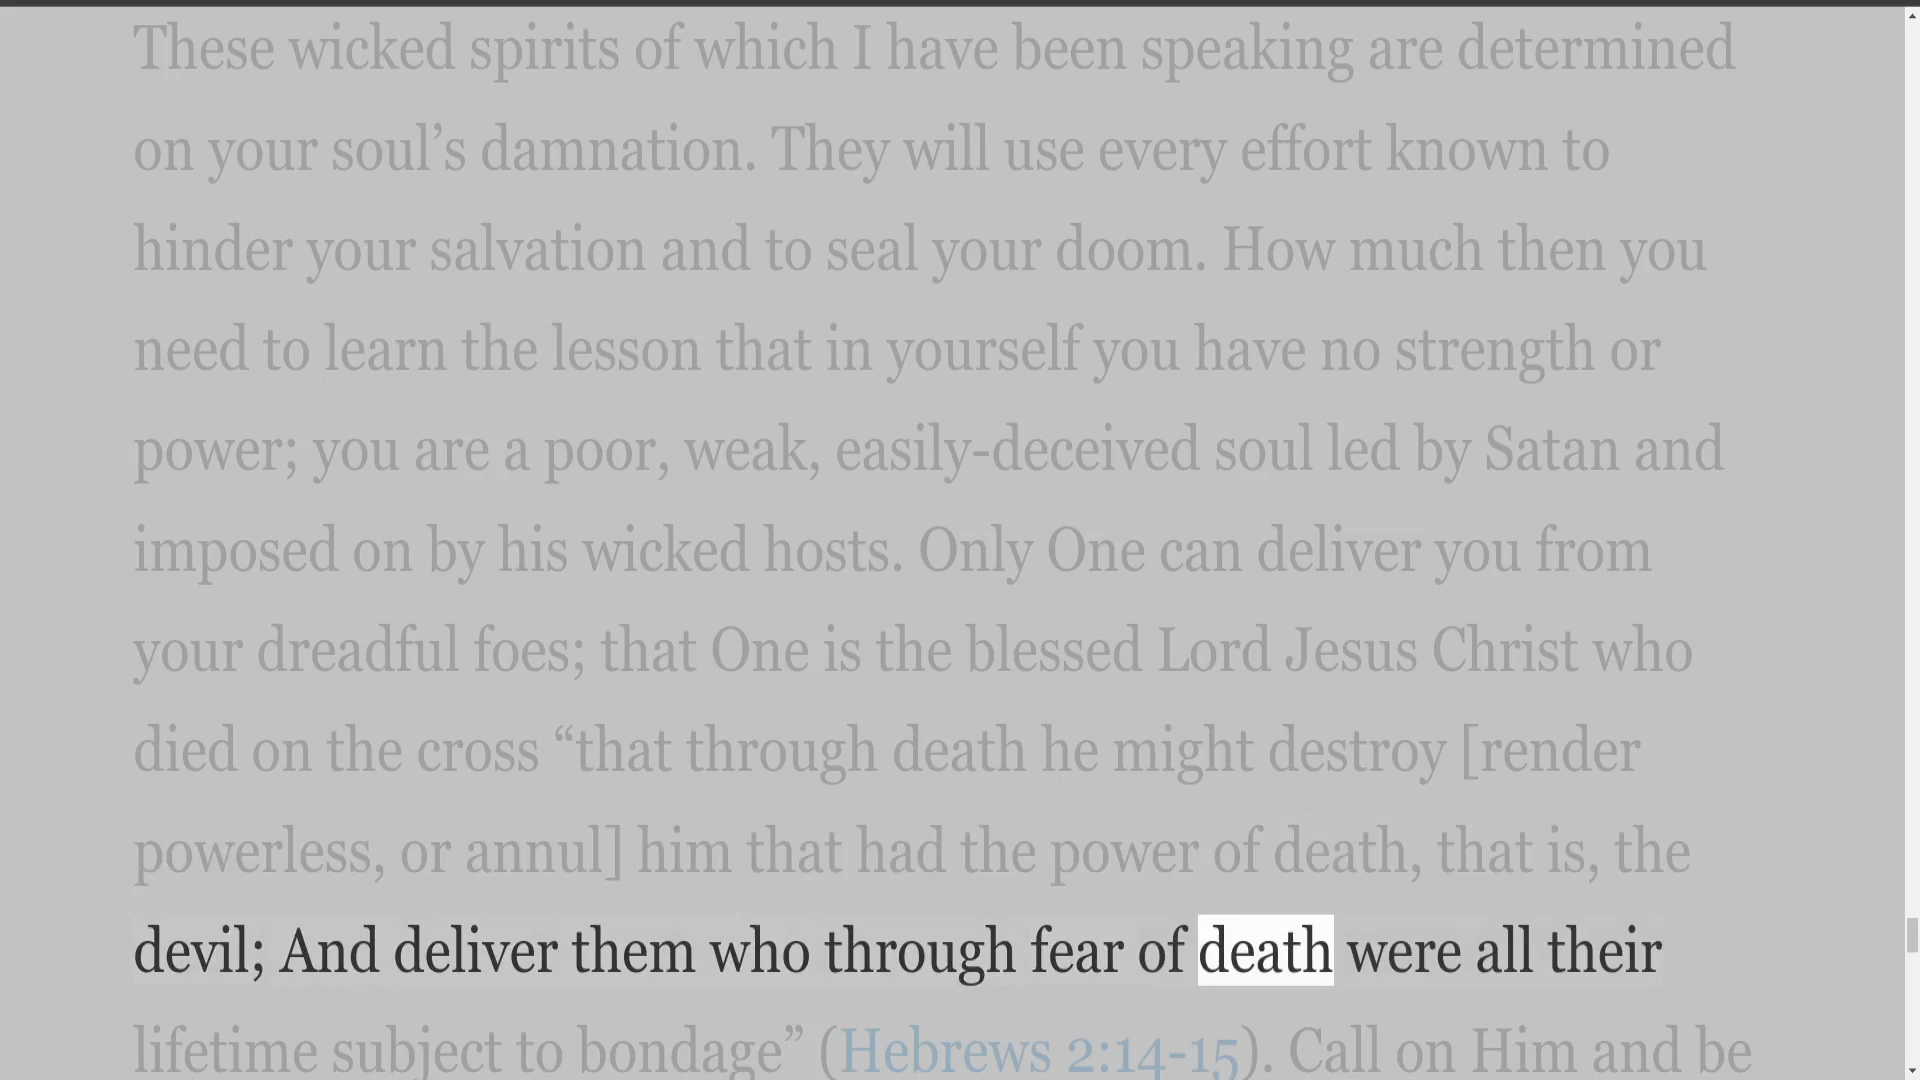 These wicked spirits of which I have been speaking are determined
on your soul’s damnation. They will use every effort known to
hinder your salvation and to seal your doom. How much then you
need to learn the lesson that in yourself you have no strength or
power; you are a poor, weak, easily-deceived soul led by Satan and
imposed on by his wicked hosts. Only One can deliver you from
your dreadful foes; that One is the blessed Lord Jesus Christ who
died on the cross “that through death he might destroy [render
powerless, or annul] him that had the power of death, that is, the
devil; And deliver them who through fear of death were all their
lifetime subject to bondage” (Hebrews 2:14-15). Call on Him and be